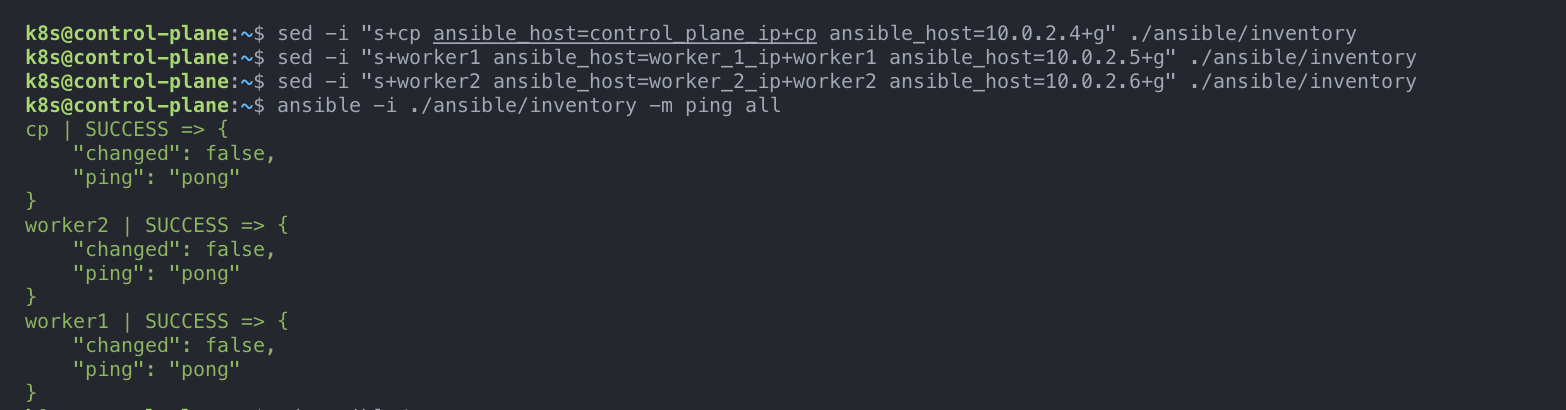 k8s@control-plane:~$ sed -i "s+cp ansible_host=control_plane_ip+cp ansible_host=10.0.2.4+g" ./ansible/inventory
k8s@control-plane:~$ sed -i "s+worker1 ansible_host=worker_1_ip+worker1 ansible_host=10.0.2.5+g" ./ansible/inventory
k8s@control-plane:~$ sed -i "s+worker2 ansible_host=worker_2_ip+worker2 ansible_host=10.0.2.6+g" ./ansible/inventory
k8s@control-plane:~$ ansible -i ./ansible/inventory -m ping all
cp | SUCCESS => {
    "changed": false,
    "ping": "pong"
}
worker2 | SUCCESS => {
    "changed": false,
    "ping": "pong"
}
worker1 | SUCCESS => {
    "changed": false,
    "ping": "pong"
}